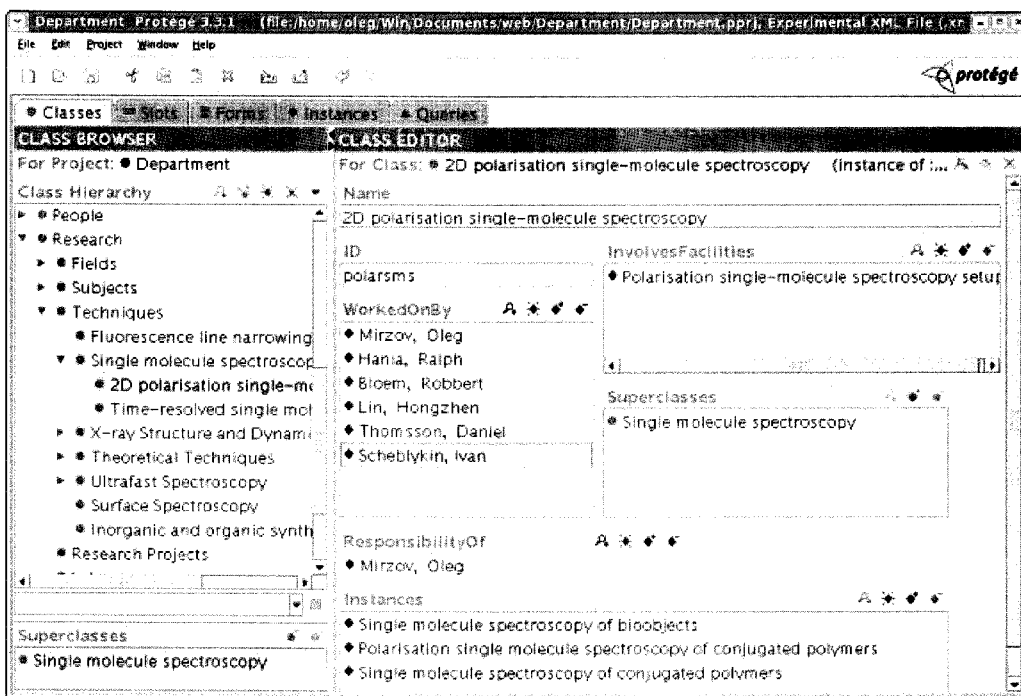 Department Protégé 3.3.1 (file:/home/oleg/Win/Documents/web/Department/Department.pprj, Experimental XML File (.xr
File Edit Project Window Help
protégé
Classes Slots Forms Instances Queries
CLASS BROWSER
For Project: Department
Class Hierarchy
People
Research
Fields
Subjects
Techniques
Fluorescence line narrowing
Single molecule spectroscop
2D polarisation single-mo
Time-resolved single mol
X-ray Structure and Dynami
Theoretical Techniques
Ultrafast Spectroscopy
Surface Spectroscopy
Inorganic and organic synth
Research Projects
Superclasses
Single molecule spectroscopy
CLASS EDITOR
For Class: 2D polarisation single-molecule spectroscopy (instance of :...
Name
2D polarisation single-molecule spectroscopy
ID
polarsms
WorkedOnBy
Mirzov, Oleg
Hania, Ralph
Bloem, Robbert
Lin, Hongzhen
Thomsson, Daniel
Scheblykin, Ivan
InvolvesFacilities
Polarisation single-molecule spectroscopy setup
Superclasses
Single molecule spectroscopy
ResponsibilityOf
Mirzov, Oleg
Instances
Single molecule spectroscopy of bioobjects
Polarisation single molecule spectroscopy of conjugated polymers
Single molecule spectroscopy of conjugated polymers